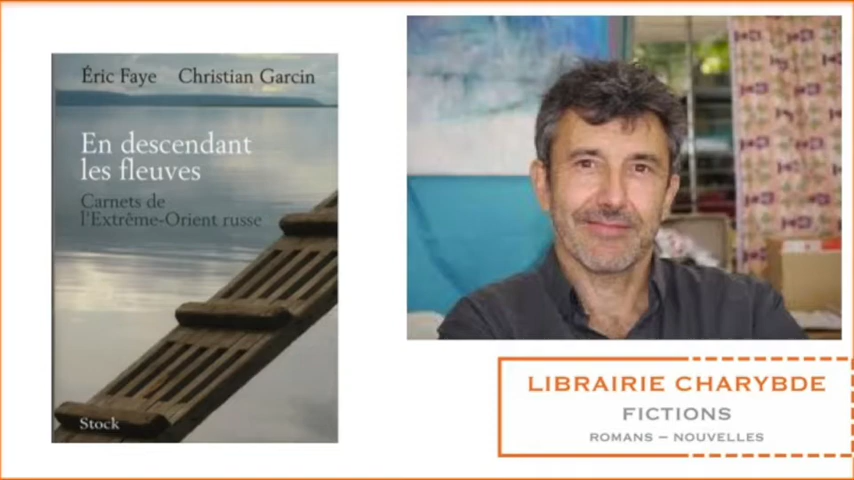 Éric Faye Christian Garcin
En descendant
les fleuves
Carnets de
l'Extrême-Orient russe
Stock
LIBRAIRIE CHARYBDE
FICTIONS
ROMANS – NOUVELLES